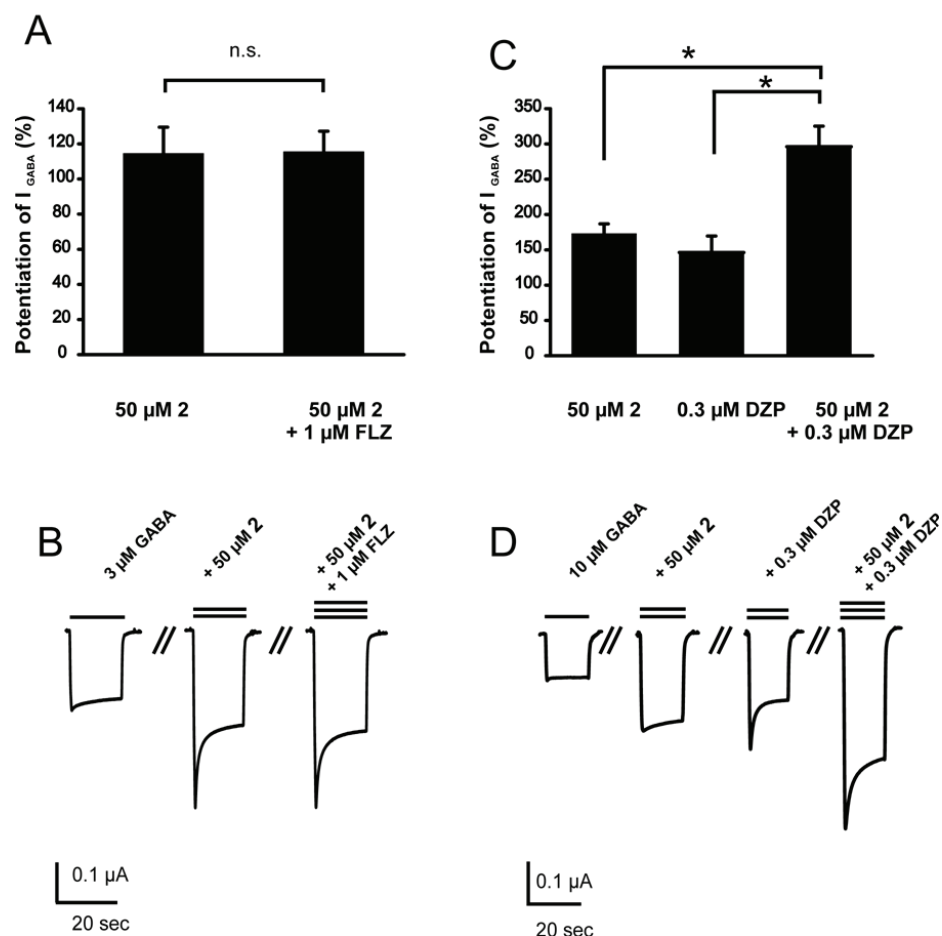 A
n.s.
Potentiation of I GABA (%)
140
120
100
80
60
40
20
0
50 µM 2
50 µM 2
+ 1 µM FLZ
C
*
*
Potentiation of I GABA (%)
350
300
250
200
150
100
50
0
50 µM 2
0.3 µM DZP
50 µM 2
+ 0.3 µM DZP
B
3 µM GABA
+ 50 µM 2
+ 50 µM 2
+ 1 µM FLZ
0.1 µA
20 sec
D
10 µM GABA
+ 50 µM 2
+ 0.3 µM DZP
+ 50 µM 2
+ 0.3 µM DZP
0.1 µA
20 sec